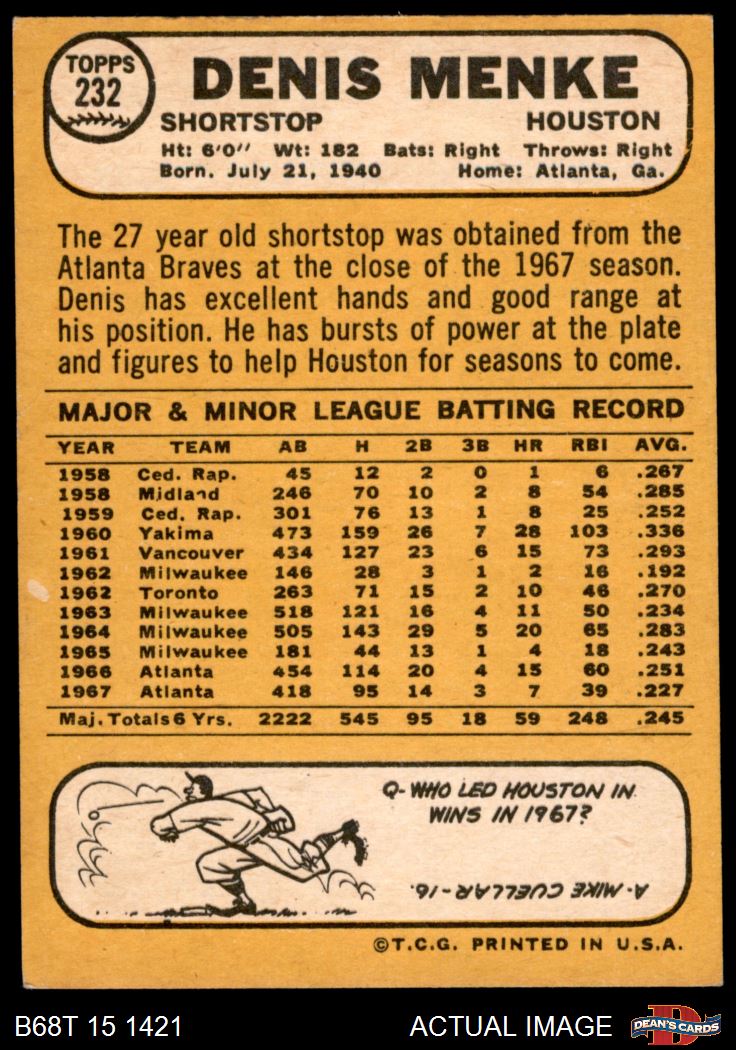 TOPPS
232
DENIS MENKE
SHORTSTOP HOUSTON
Ht: 6'0" Wt: 182 Bats: Right Throws: Right
Born. July 21, 1940 Home: Atlanta, Ga.
The 27 year old shortstop was obtained from the
Atlanta Braves at the close of the 1967 season.
Denis has excellent hands and good range at
his position. He has bursts of power at the plate
and figures to help Houston for seasons to come.
MAJOR & MINOR LEAGUE BATTING RECORD
YEAR TEAM AB H 2B 3B HR RBI AVG.
1958 Ced. Rap. 45 12 2 0 1 6 .267
1958 Midland 246 70 10 2 8 54 .285
1959 Ced. Rap. 301 76 13 1 8 25 .252
1960 Yakima 473 159 26 7 28 103 .336
1961 Vancouver 434 127 23 6 15 73 .293
1962 Milwaukee 146 28 3 1 2 16 .192
1962 Toronto 263 71 15 2 10 46 .270
1963 Milwaukee 518 121 16 4 11 50 .234
1964 Milwaukee 505 143 29 5 20 65 .283
1965 Milwaukee 181 44 13 1 4 18 .243
1966 Atlanta 454 114 20 4 15 60 .251
1967 Atlanta 418 95 14 3 7 39 .227
Maj. Totals 6 Yrs. 2222 545 95 18 59 248 .245
Q-WHO LED HOUSTON IN
WINS IN 1967?
A-MIKE CUELLAR-16.
©T.C.G. PRINTED IN U.S.A.
B68T 15 1421 ACTUAL IMAGE DEAN'S CARDS